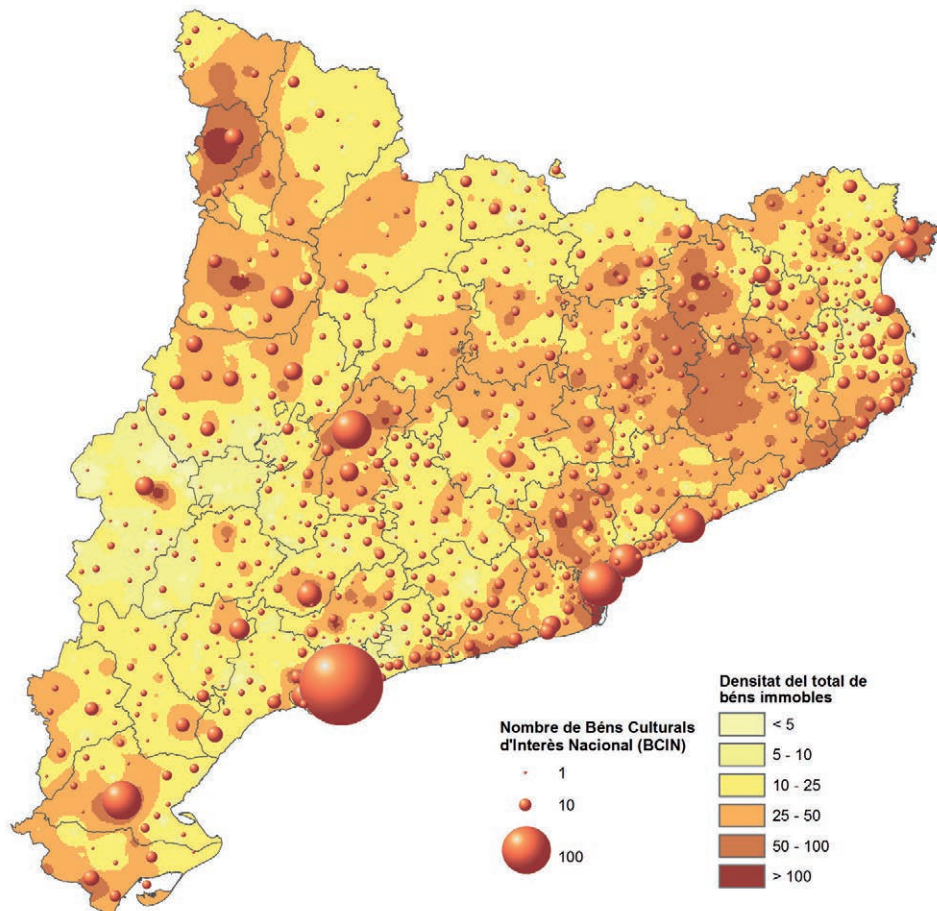 Nombre de Béns Culturals
d'Interès Nacional (BCIN)
1
10
100
Densitat del total de
béns immobles
< 5
5 - 10
10 - 25
25 - 50
50 - 100
> 100